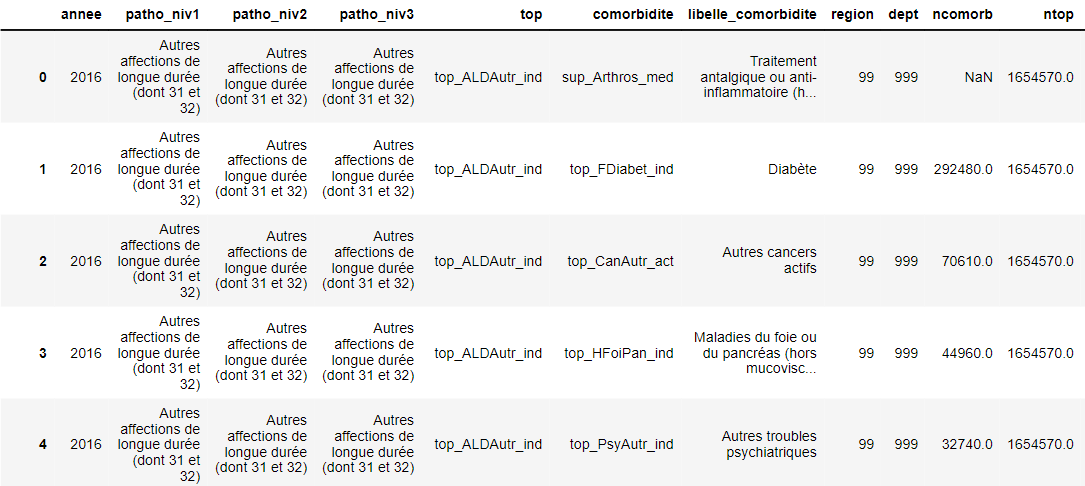 annee patho_niv1 patho_niv2 patho_niv3 top comorbidite libelle_comorbidite region dept ncomorb ntop
0
2016
Autres
affections de
longue durée
(dont 31 et
32)
Autres
affections de
longue durée
(dont 31 et 32)
Autres
affections de
longue durée
(dont 31 et 32)
top_ALDAutr_ind
sup_Arthros_med
Traitement
antalgique ou anti-
inflammatoire (h...
99
999
NaN
1654570.0
1
2016
Autres
affections de
longue durée
(dont 31 et
32)
Autres
affections de
longue durée
(dont 31 et 32)
Autres
affections de
longue durée
(dont 31 et 32)
top_ALDAutr_ind
top_FDiabet_ind
Diabète
99
999
292480.0
1654570.0
2
2016
Autres
affections de
longue durée
(dont 31 et
32)
Autres
affections de
longue durée
(dont 31 et 32)
Autres
affections de
longue durée
(dont 31 et 32)
top_ALDAutr_ind
top_CanAutr_act
Autres cancers
actifs
99
999
70610.0
1654570.0
3
2016
Autres
affections de
longue durée
(dont 31 et
32)
Autres
affections de
longue durée
(dont 31 et 32)
Autres
affections de
longue durée
(dont 31 et 32)
top_ALDAutr_ind
top_HFoiPan_ind
Maladies du foie ou
du pancréas (hors
mucovisc...
99
999
44960.0
1654570.0
4
2016
Autres
affections de
longue durée
(dont 31 et
32)
Autres
affections de
longue durée
(dont 31 et 32)
Autres
affections de
longue durée
(dont 31 et 32)
top_ALDAutr_ind
top_PsyAutr_ind
Autres troubles
psychiatriques
99
999
32740.0
1654570.0